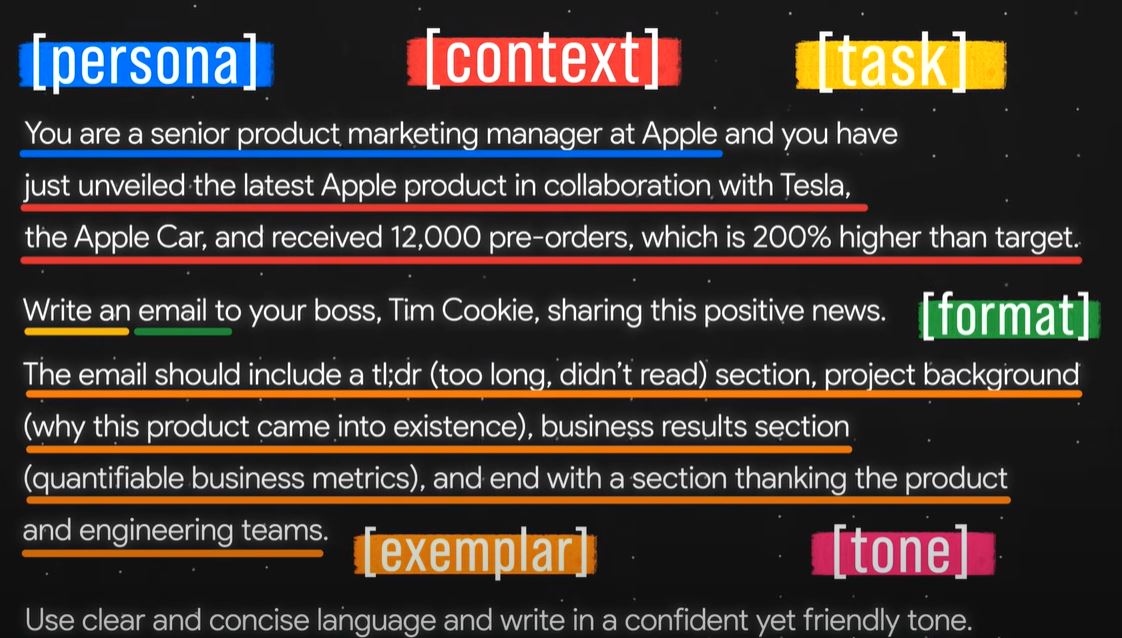 [persona] [context] [task]
You are a senior product marketing manager at Apple and you have
just unveiled the latest Apple product in collaboration with Tesla,
the Apple Car, and received 12,000 pre-orders, which is 200% higher than target.
Write an email to your boss, Tim Cookie, sharing this positive news.
[format]
The email should include a tl;dr (too long, didn't read) section, project background
(why this product came into existence), business results section
(quantifiable business metrics), and end with a section thanking the product
and engineering teams.
[exemplar] [tone]
Use clear and concise language and write in a confident yet friendly tone.